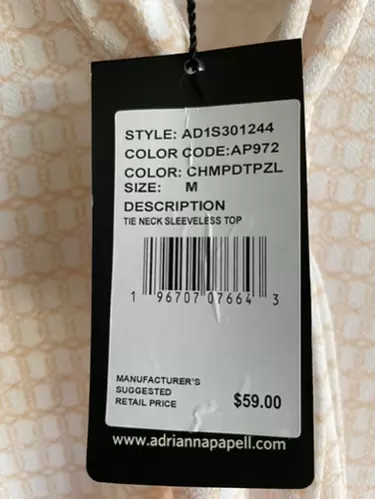 STYLE: AD1S301244
COLOR CODE:AP972
COLOR: CHMPDTPZL
SIZE: M
DESCRIPTION
TIE NECK SLEEVELESS TOP
1 96707 07664 3
MANUFACTURER'S
SUGGESTED
RETAIL PRICE $59.00
www.adriannapapell.com